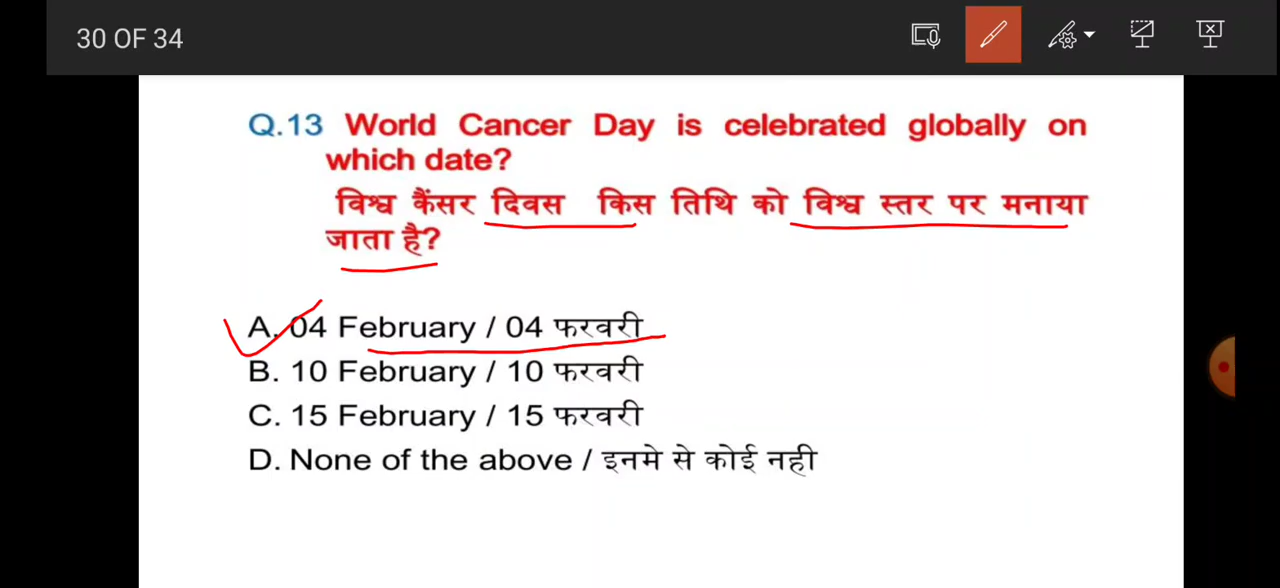 30 OF 34
Q.13 World Cancer Day is celebrated globally on
which date?
विश्व कैंसर दिवस किस तिथि को विश्व स्तर पर मनाया
जाता है?
A. 04 February / 04 फरवरी
B. 10 February / 10 फरवरी
C. 15 February / 15 फरवरी
D. None of the above / इनमे से कोई नही